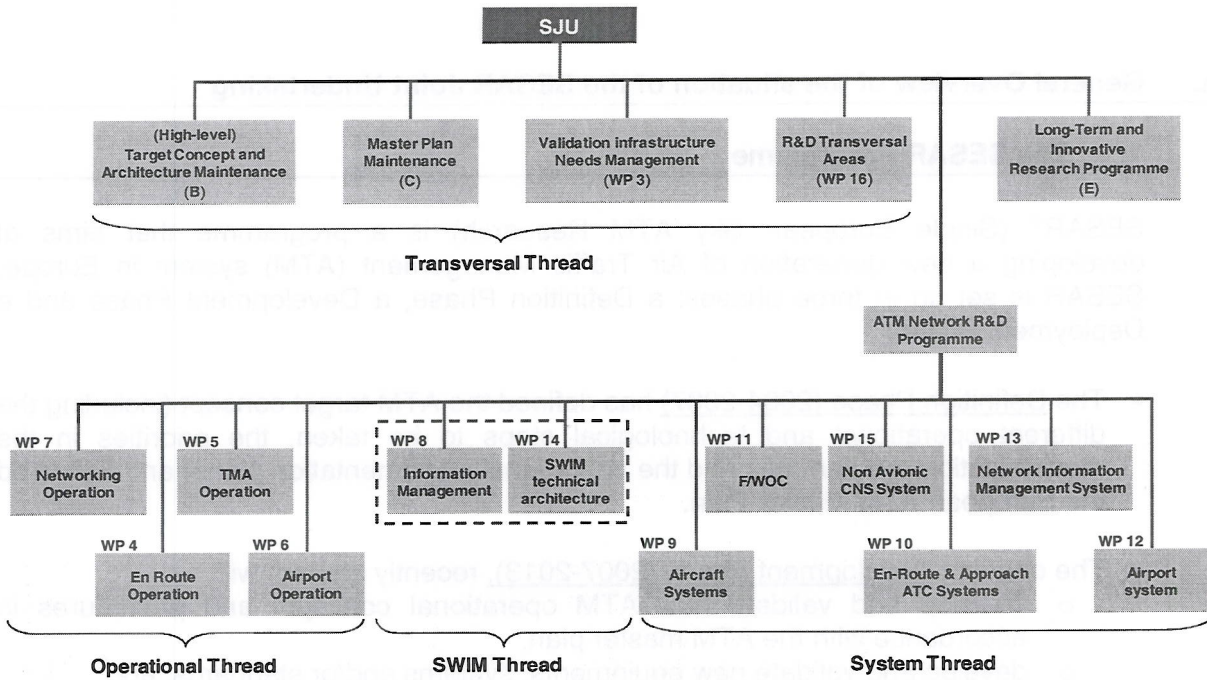 SJU
(High-level)
Target Concept and
Architecture Maintenance
(B)
Master Plan
Maintenance
(C)
Validation infrastructure
Needs Management
(WP 3)
R&D Transversal
Areas
(WP 16)
Long-Term and
Innovative
Research Programme
(E)
Transversal Thread
ATM Network R&D
Programme
WP 7
Networking
Operation
WP 5
TMA
Operation
WP 8
Information
Management
WP 14
SWIM
technical
architecture
WP 11
F/WOC
WP 15
Non Avionic
CNS System
WP 13
Network Information
Management System
WP 4
En Route
Operation
WP 6
Airport
Operation
WP 9
Aircraft
Systems
WP 10
En-Route & Approach
ATC Systems
WP 12
Airport
system
Operational Thread
SWIM Thread
System Thread